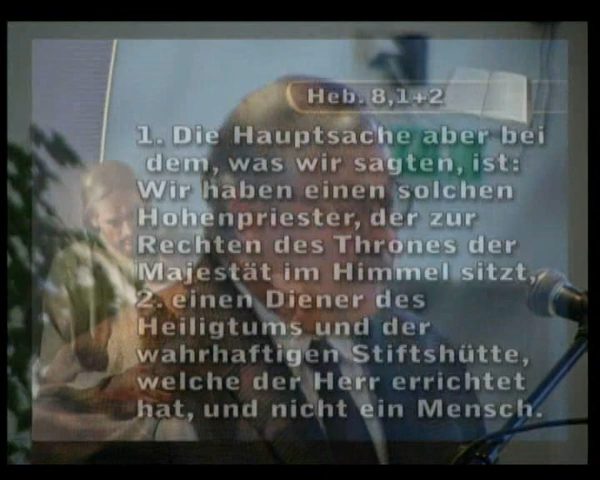 Heb. 8,1+2
1. Die Hauptsache aber bei
dem, was wir sagten, ist:
Wir haben einen solchen
Hohenpriester, der zur
Rechten des Thrones der
Majestät im Himmel sitzt,
2. einen Diener des
Heiligtums und der
wahrhaftigen Stiftshütte,
welche der Herr errichtet
hat, und nicht ein Mensch.